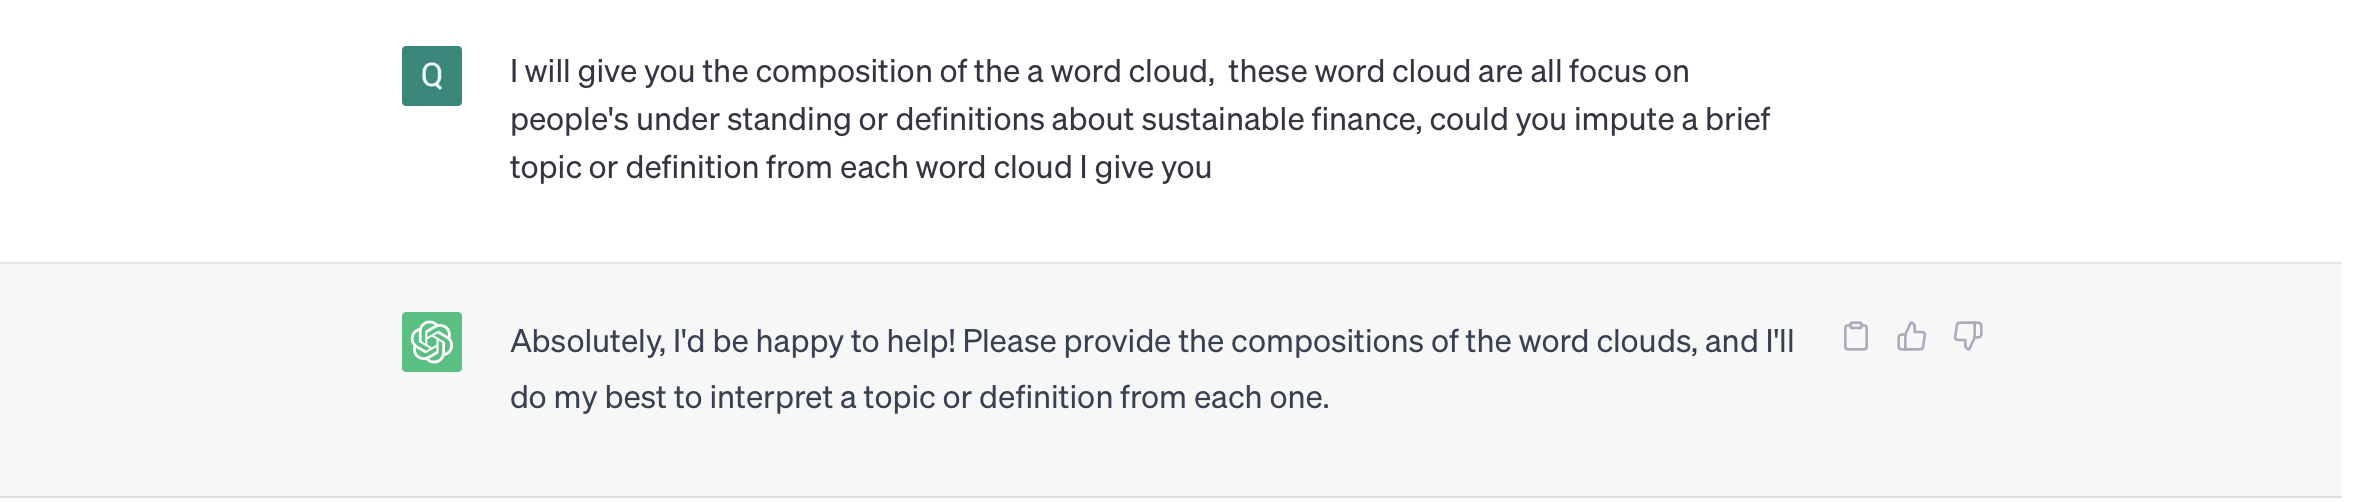 Q
I will give you the composition of the a word cloud,  these word cloud are all focus on
people's under standing or definitions about sustainable finance, could you impute a brief
topic or definition from each word cloud I give you
Absolutely, I'd be happy to help! Please provide the compositions of the word clouds, and I'll
do my best to interpret a topic or definition from each one.